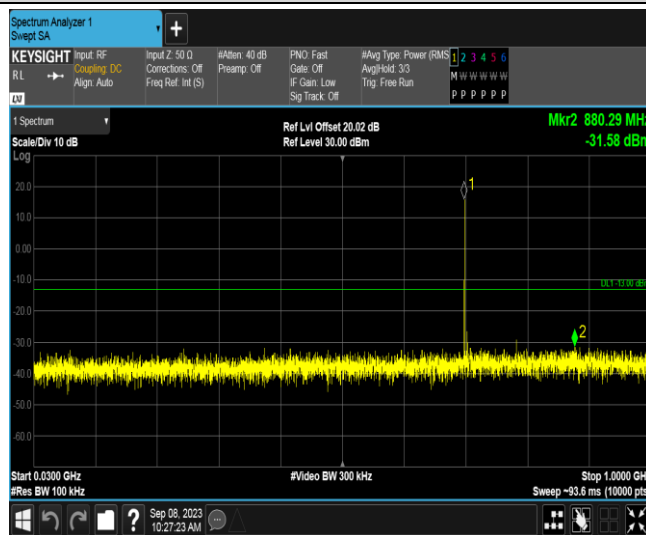 Spectrum Analyzer 1
Swept SA
+
KEYSIGHT
RL
LXI
Input: RF
Coupling: DC
Align: Auto
Input Z: 50 Ω
Corrections: Off
Freq Ref: Int (S)
#Atten: 40 dB
Preamp: Off
PNO: Fast
Gate: Off
IF Gain: Low
Sig Track: Off
#Avg Type: Power (RMS
Avg|Hold: 3/3
Trig: Free Run
1 2 3 4 5 6
M W W W W W
P P P P P P
1 Spectrum
Scale/Div 10 dB
Log
Ref Lvl Offset 20.02 dB
Ref Level 30.00 dBm
Mkr2 880.29 MHz
-31.58 dBm
20.0
10.0
0.00
-10.0
-20.0
-30.0
-40.0
-50.0
-60.0
1
DL1 -13.00 dBm
2
Start 0.0300 GHz
#Res BW 100 kHz
#Video BW 300 kHz
Stop 1.0000 GH
Sweep ~93.6 ms (10000 pts
?
Sep 08, 2023
10:27:23 AM